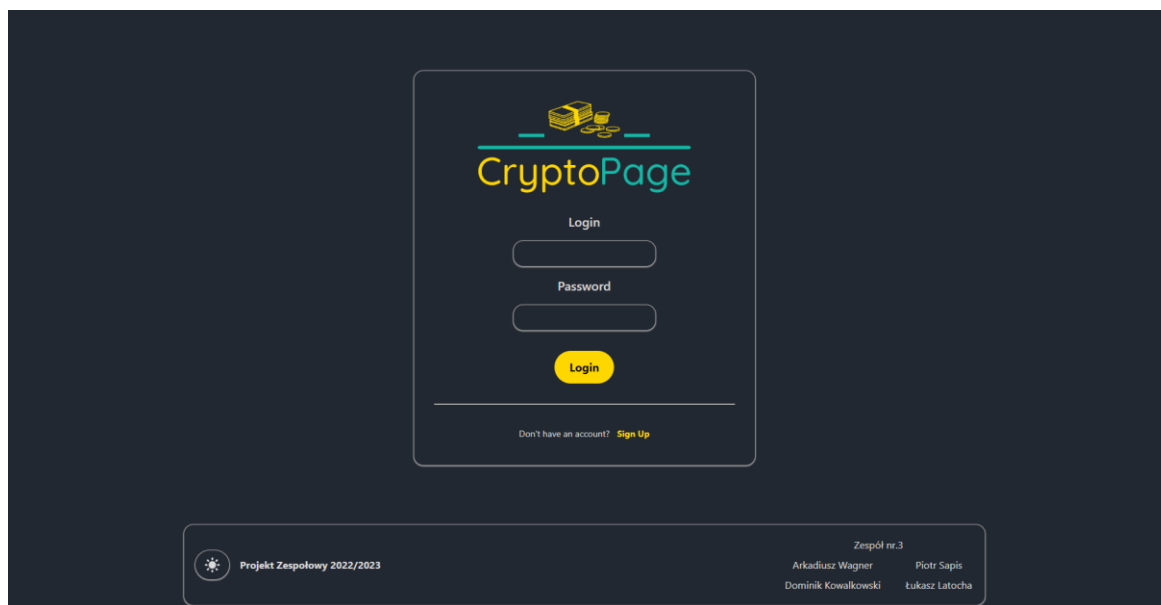 CryptoPage
Login
Password
Login
Don't have an account? Sign Up
Projekt Zespołowy 2022/2023
Zespół nr.3
Arkadiusz Wagner Piotr Sapis
Dominik Kowalkowski Łukasz Latocha